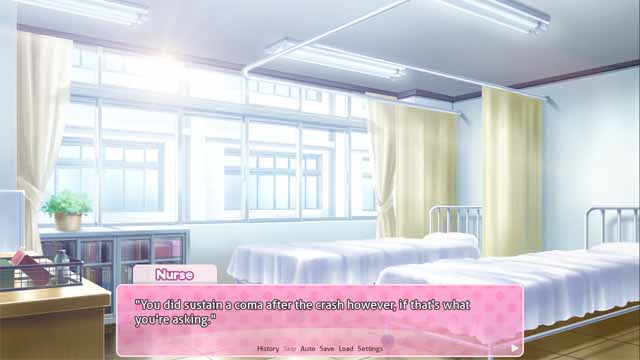 Nurse
"You did sustain a coma after the crash however, if that's what
you're asking."
History Skip Auto Save Load Settings